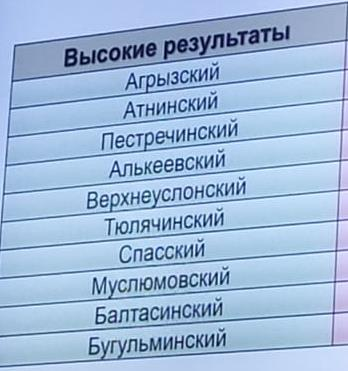 Высокие результаты
Агрызский
Атнинский
Пестречинский
Алькеевский
Верхнеуслонский
Тюлячинский
Спасский
Муслюмовский
Балтасинский
Бугульминский